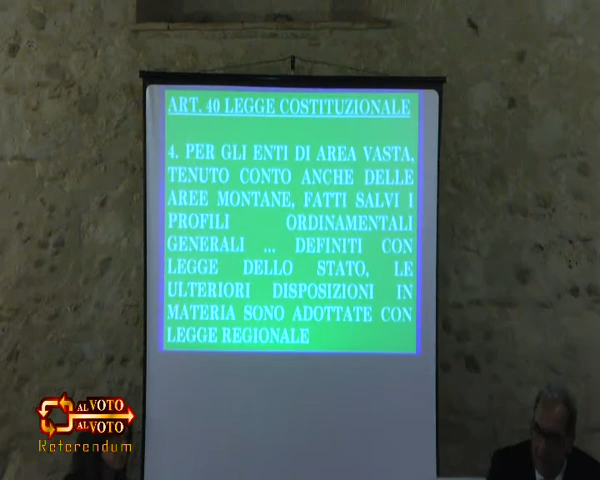 ART. 40 LEGGE COSTITUZIONALE
4. PER GLI ENTI DI AREA VASTA,
TENUTO CONTO ANCHE DELLE
AREE MONTANE, FATTI SALVI I
PROFILI ORDINAMENTALI
GENERALI ... DEFINITI CON
LEGGE DELLO STATO, LE
ULTERIORI DISPOSIZIONI IN
MATERIA SONO ADOTTATE CON
LEGGE REGIONALE
AL VOTO
AL VOTO
Referendum